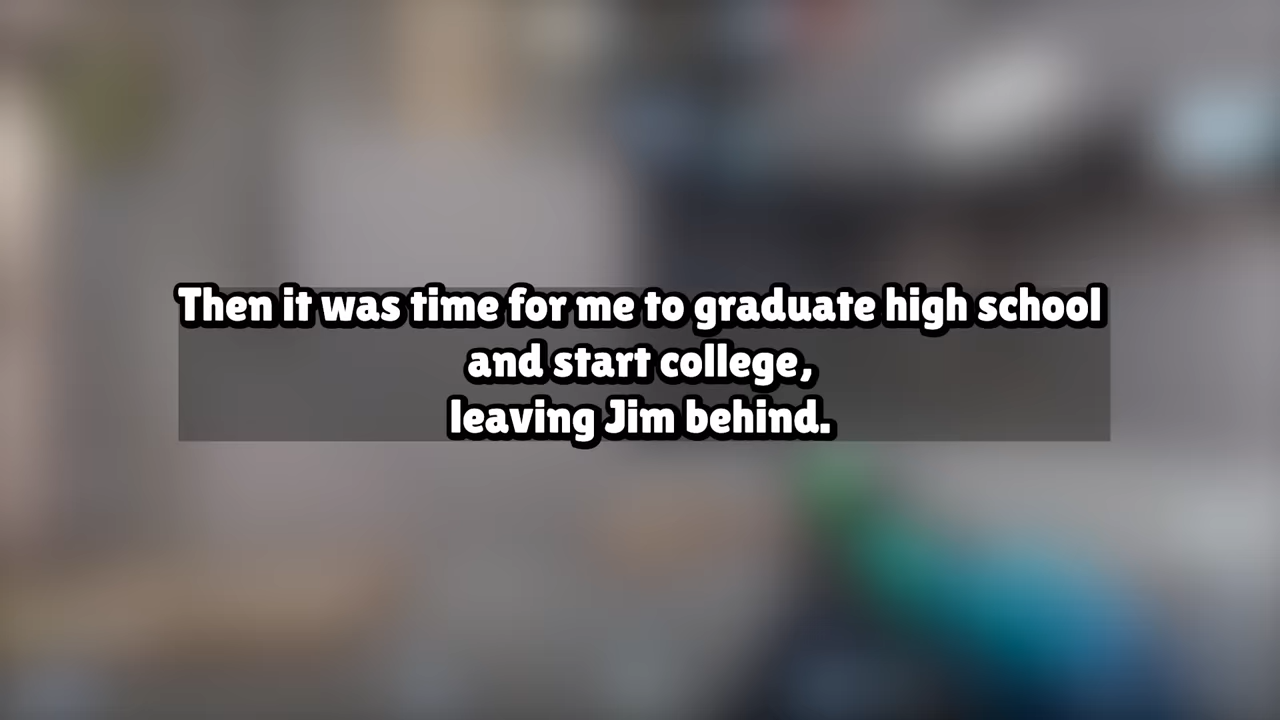 Then it was time for me to graduate high school
and start college,
leaving Jim behind.